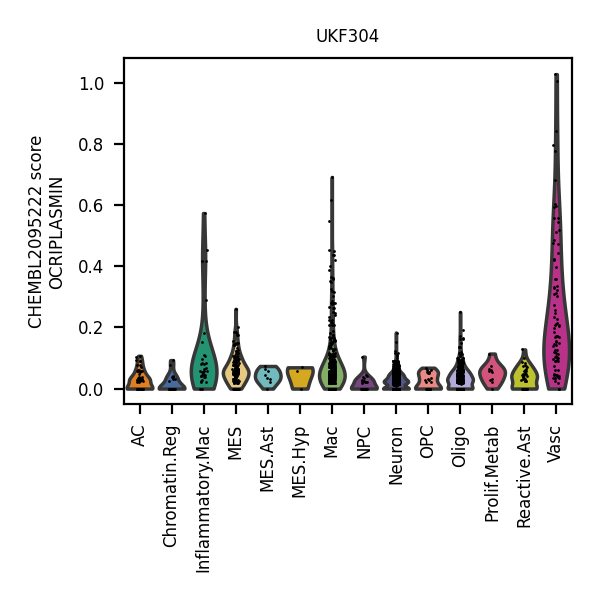 UKF304
CHEMBL2095222 score
OCRIPLASMIN
1.0
0.8
0.6
0.4
0.2
0.0
AC
Chromatin.Reg
Inflammatory.Mac
MES
MES.Ast
MES.Hyp
Mac
NPC
Neuron
OPC
Oligo
Prolif.Metab
Reactive.Ast
Vasc